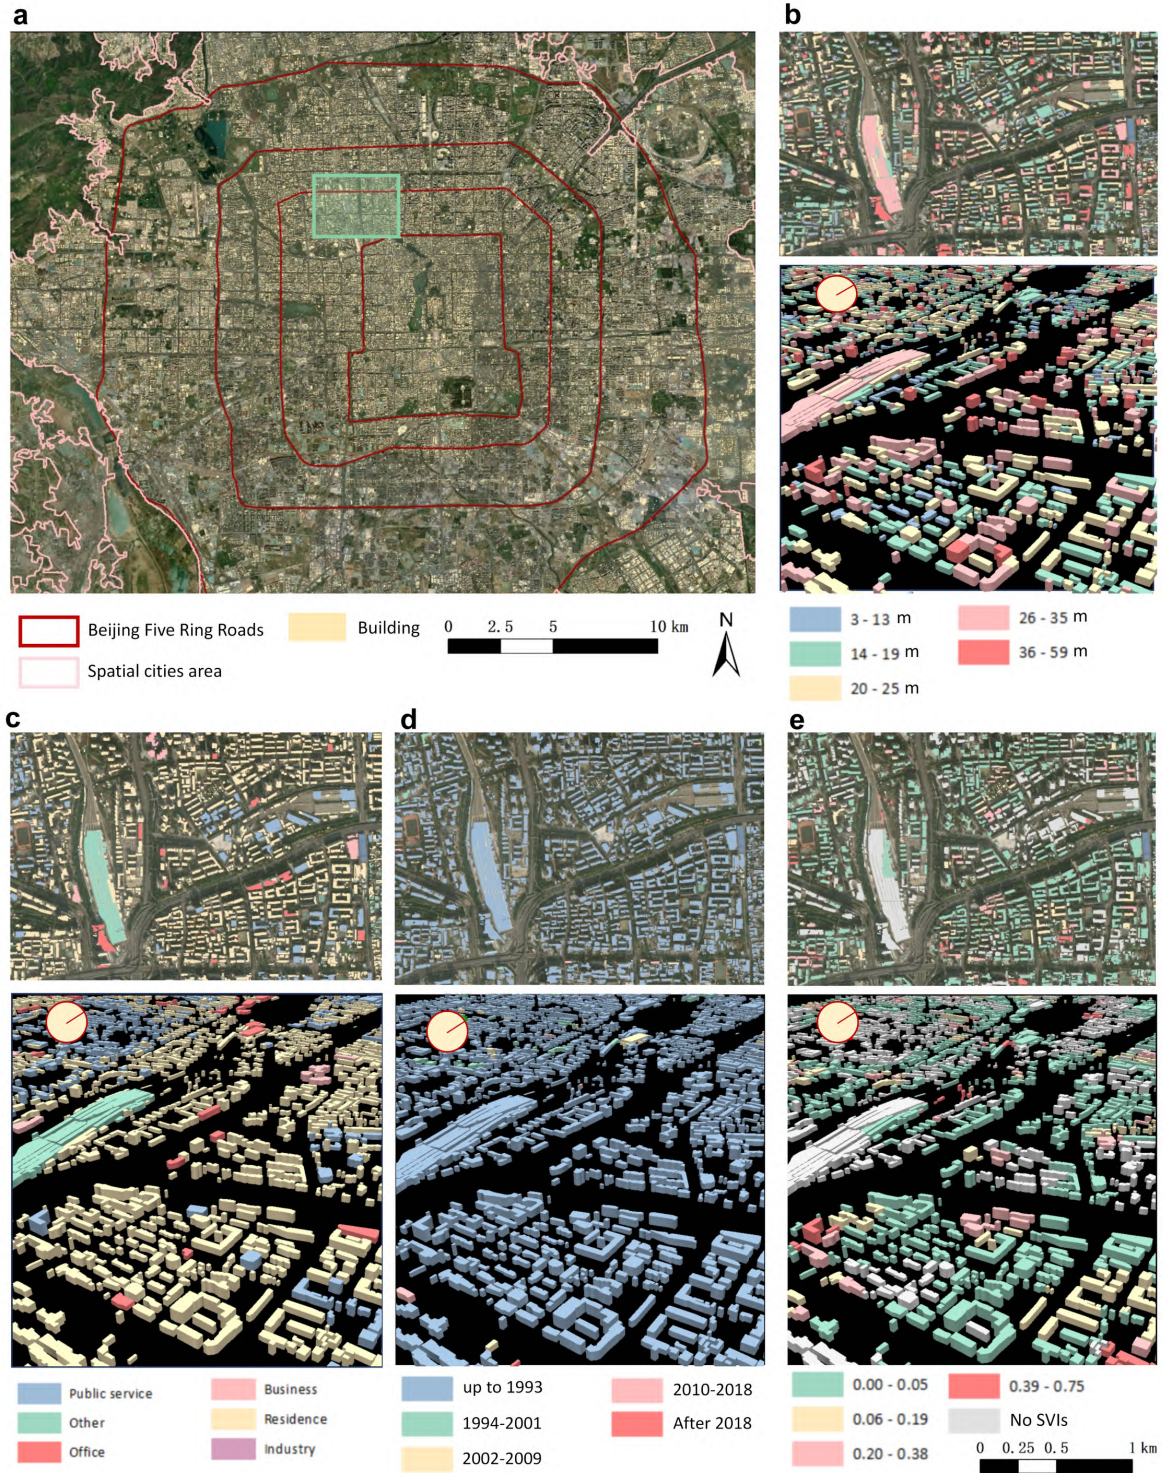 a
b
Beijing Five Ring Roads
Building
0 2.5 5 10 km
N
Spatial cities area
3 - 13 m
26 - 35 m
14 - 19 m
36 - 59 m
20 - 25 m
c
d
e
Public service
Business
Other
Residence
Office
Industry
up to 1993
2010-2018
1994-2001
After 2018
2002-2009
0.00 - 0.05
0.39 - 0.75
0.06 - 0.19
No SVIs
0.20 - 0.38
0 0.25 0.5 1 km